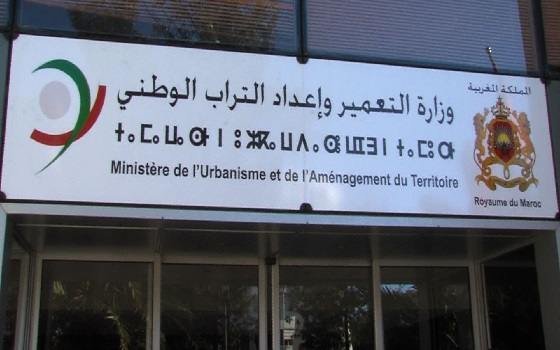 وزارة التعمير وإعداد التراب الوطني
Ministère de l'Urbanisme et de l'Aménagement du Territoire
المملكة المغربية
Royaume du Maroc